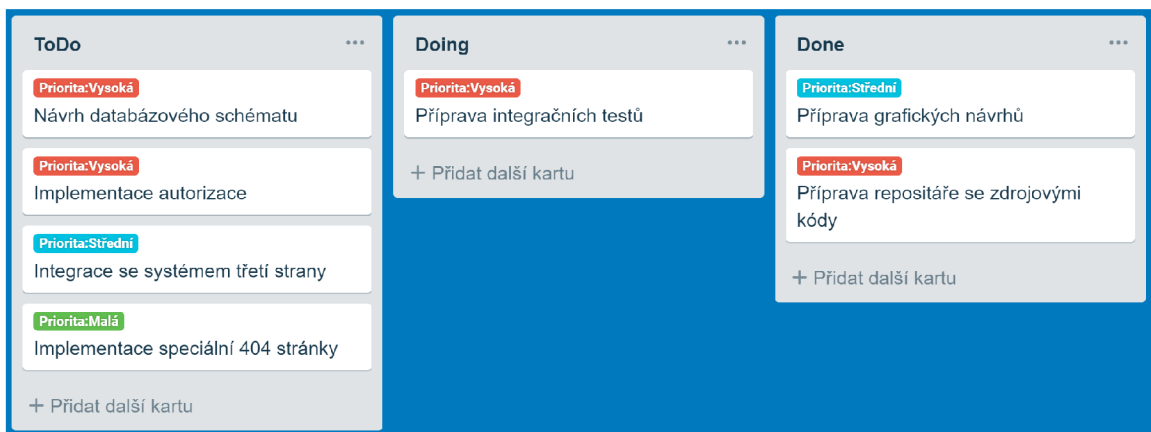 ToDo
Priorita:Vysoká
Návrh databázového schématu
Priorita:Vysoká
Implementace autorizace
Priorita:Střední
Integrace se systémem třetí strany
Priorita:Malá
Implementace speciální 404 stránky
+ Přidat další kartu
Doing
Priorita:Vysoká
Příprava integračních testů
+ Přidat další kartu
Done
Priorita:Střední
Příprava grafických návrhů
Priorita:Vysoká
Příprava repositáře se zdrojovými
kódy
+ Přidat další kartu